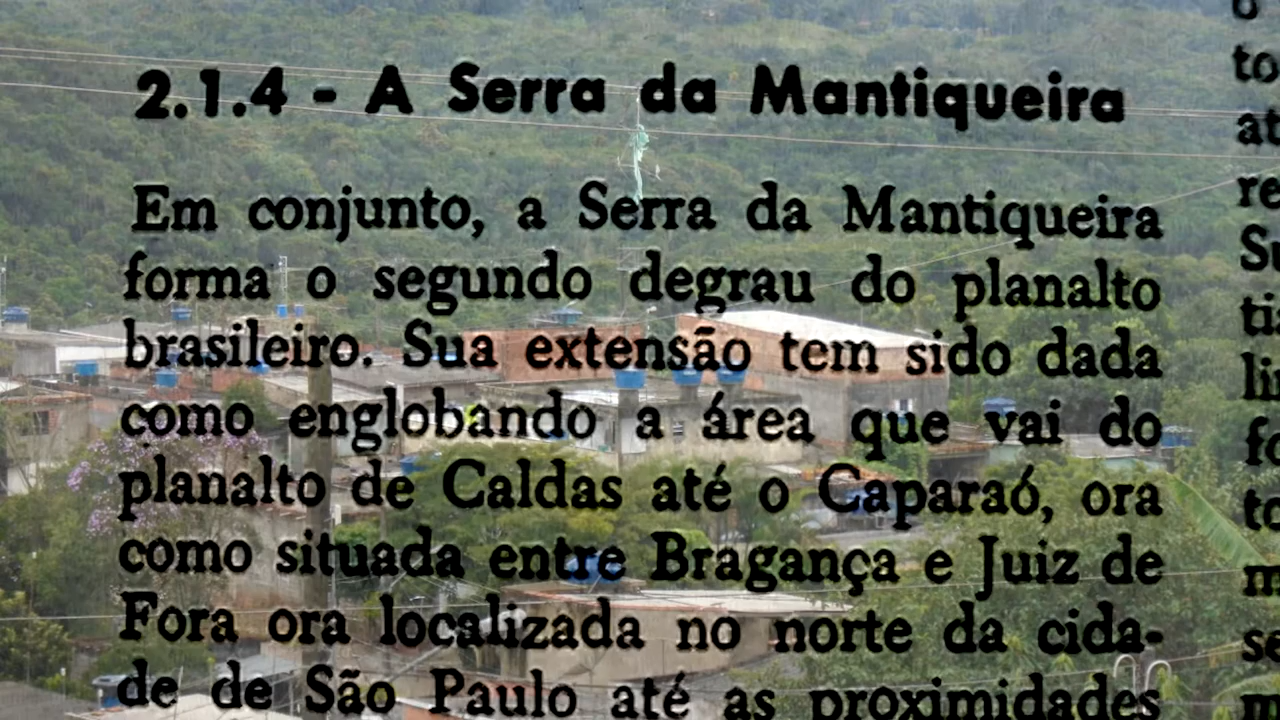 2.1.4 - A Serra da Mantiqueira
Em conjunto, a Serra da Mantiqueira
forma o segundo degrau do planalto
brasileiro. Sua extensão tem sido dada
como englobando a área que vai do
planalto de Caldas até o Caparaó, ora
como situada entre Bragança e Juiz de
Fora ora localizada no norte da cida-
de de São Paulo até as proximidades